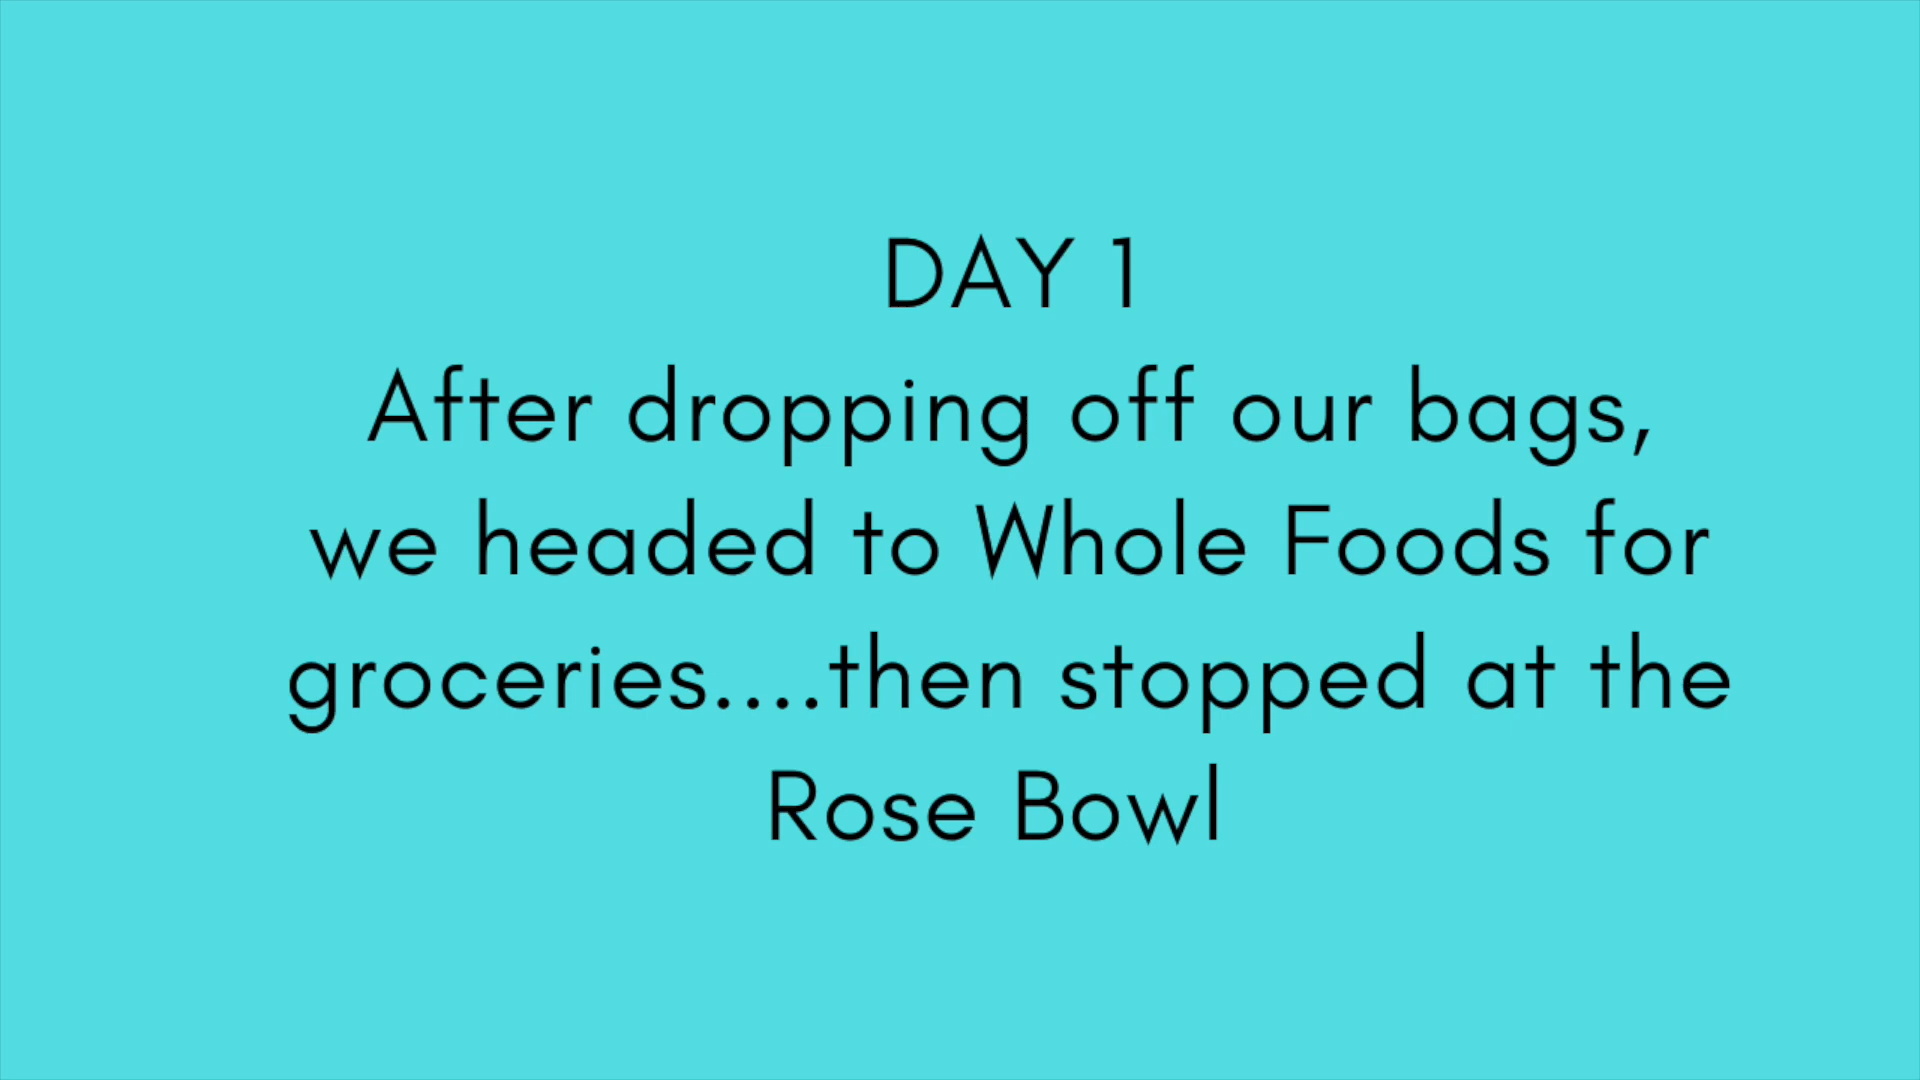 DAY 1
After dropping off our bags,
we headed to Whole Foods for
groceries....then stopped at the
Rose Bowl